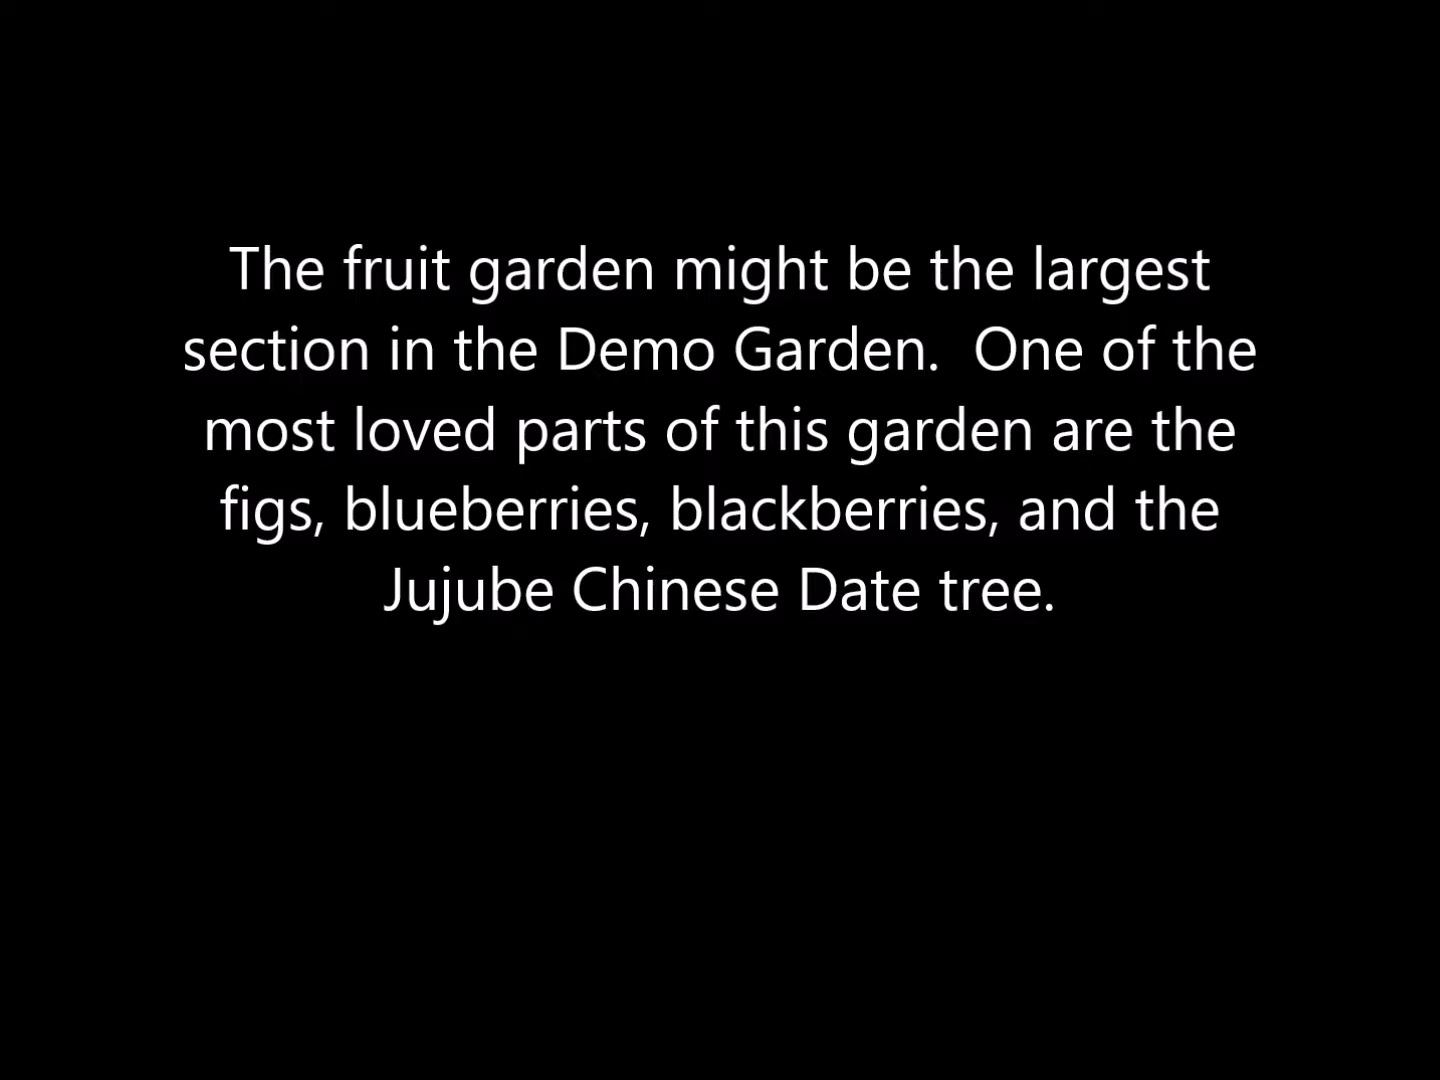 The fruit garden might be the largest
section in the Demo Garden.  One of the
most loved parts of this garden are the
figs, blueberries, blackberries, and the
Jujube Chinese Date tree.